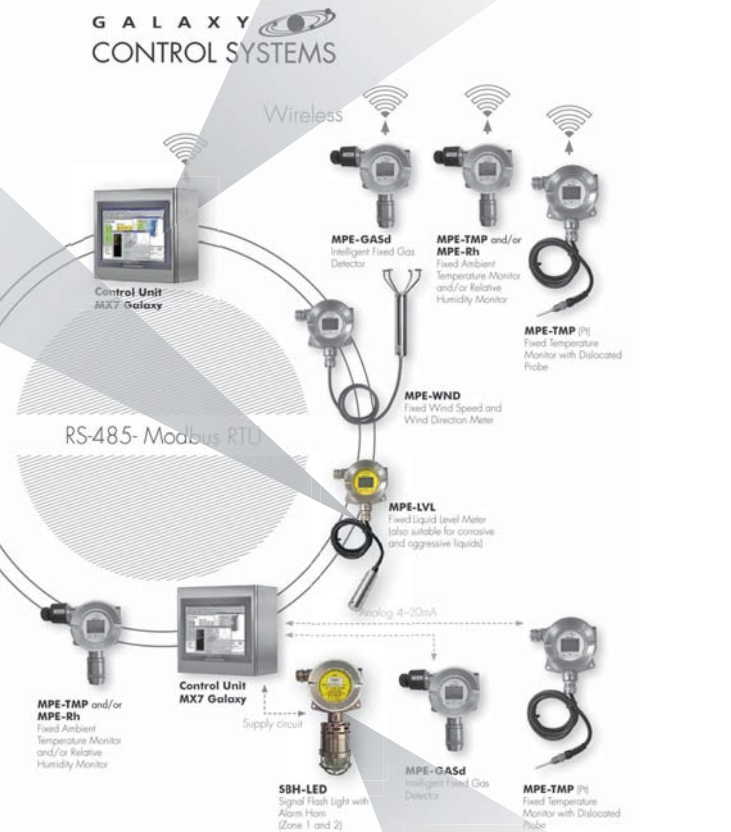 GALAXY
CONTROL SYSTEMS
Wireless
Control Unit
MX7 Galaxy
MPE-GASd
Intelligent Fixed Gas
Detector
MPE-TMP and/or
MPE-Rh
Fixed Ambient
Temperature Monitor
and/or Relative
Humidity Monitor
MPE-TMP (Pt)
Fixed Temperature
Monitor with Dislocated
Probe
MPE-WND
Fixed Wind Speed and
Wind Direction Meter
RS-485- Modbus RTU
MPE-LVL
Fixed Liquid Level Meter
(also suitable for corrosive
and aggressive liquids)
Analog 4–20mA
MPE-TMP and/or
MPE-Rh
Fixed Ambient
Temperature Monitor
and/or Relative
Humidity Monitor
Control Unit
MX7 Galaxy
Supply circuit
SBH-LED
Signal Flash Light with
Alarm Horn
(Zone 1 and 2)
MPE-GASd
Intelligent Fixed Gas
Detector
MPE-TMP (Pt)
Fixed Temperature
Monitor with Dislocated
Probe